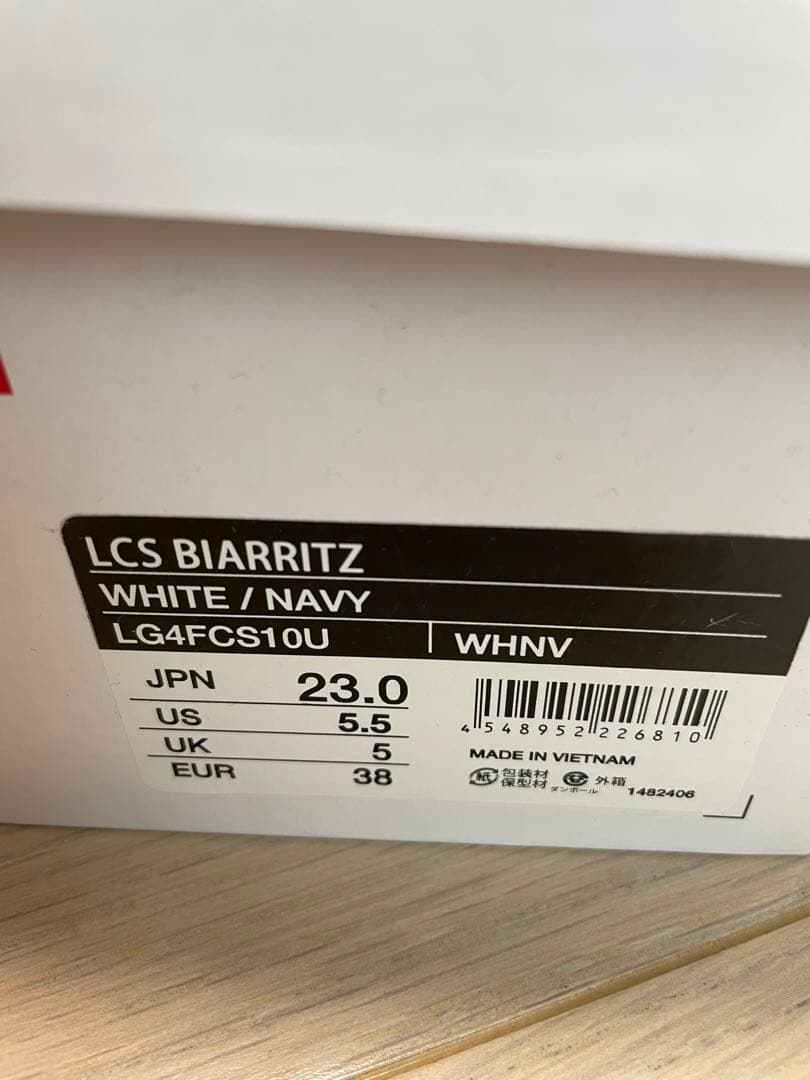 LCS BIARRITZ
WHITE / NAVY
LG4FCS10U WHNV
JPN 23.0
US 5.5
UK 5
EUR 38
4548952226810
MADE IN VIETNAM
紙 包装材
保型材
ダンボール 外箱
1482406